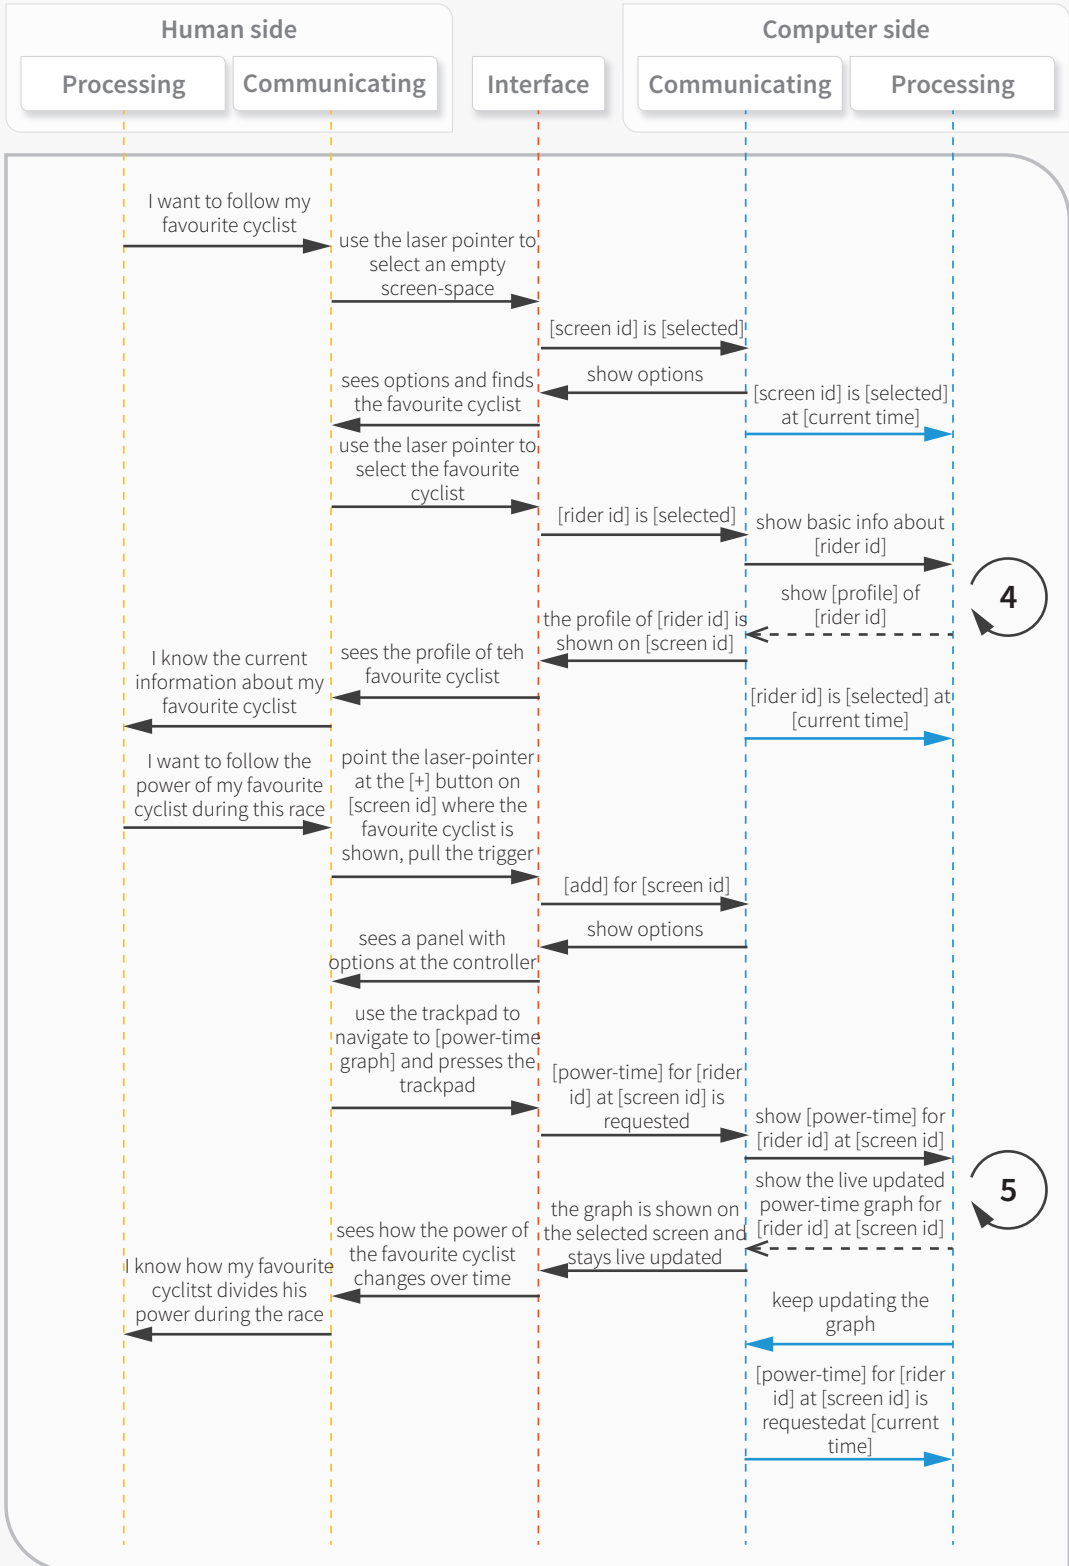 Human side
Computer side
Processing
Communicating
Interface
Communicating
Processing
I want to follow my
favourite cyclist
use the laser pointer to
select an empty
screen-space
[screen id] is [selected]
show options
sees options and finds
the favourite cyclist
[screen id] is [selected]
at [current time]
use the laser pointer to
select the favourite
cyclist
[rider id] is [selected]
show basic info about
[rider id]
4
show [profile] of
[rider id]
the profile of [rider id] is
shown on [screen id]
sees the profile of teh
favourite cyclist
I know the current
information about my
favourite cyclist
[rider id] is [selected] at
[current time]
I want to follow the
power of my favourite
cyclist during this race
point the laser-pointer
at the [+] button on
[screen id] where the
favourite cyclist is
shown, pull the trigger
[add] for [screen id]
show options
sees a panel with
options at the controller
use the trackpad to
navigate to [power-time
graph] and presses the
trackpad
[power-time] for [rider
id] at [screen id] is
requested
show [power-time] for
[rider id] at [screen id]
5
show the live updated
power-time graph for
[rider id] at [screen id]
the graph is shown on
the selected screen and
stays live updated
sees how the power of
the favourite cyclist
changes over time
I know how my favourite
cyclitst divides his
power during the race
keep updating the
graph
[power-time] for [rider
id] at [screen id] is
requestedat [current
time]